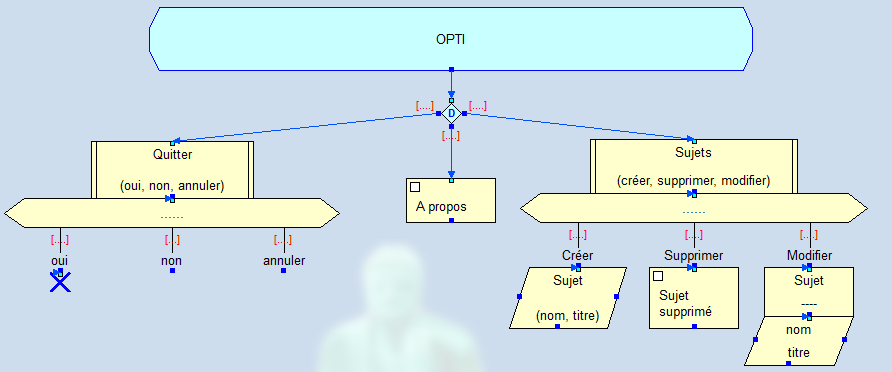 OPTI
[....]
D
[....]
[....]
Quitter
(oui, non, annuler)
......
[....]
[....]
[....]
oui
non
annuler
A propos
Sujets
(créer, supprimer, modifier)
......
[....]
[....]
[....]
Créer
Supprimer
Modifier
Sujet
(nom, titre)
Sujet
supprimé
Sujet
----
nom
titre